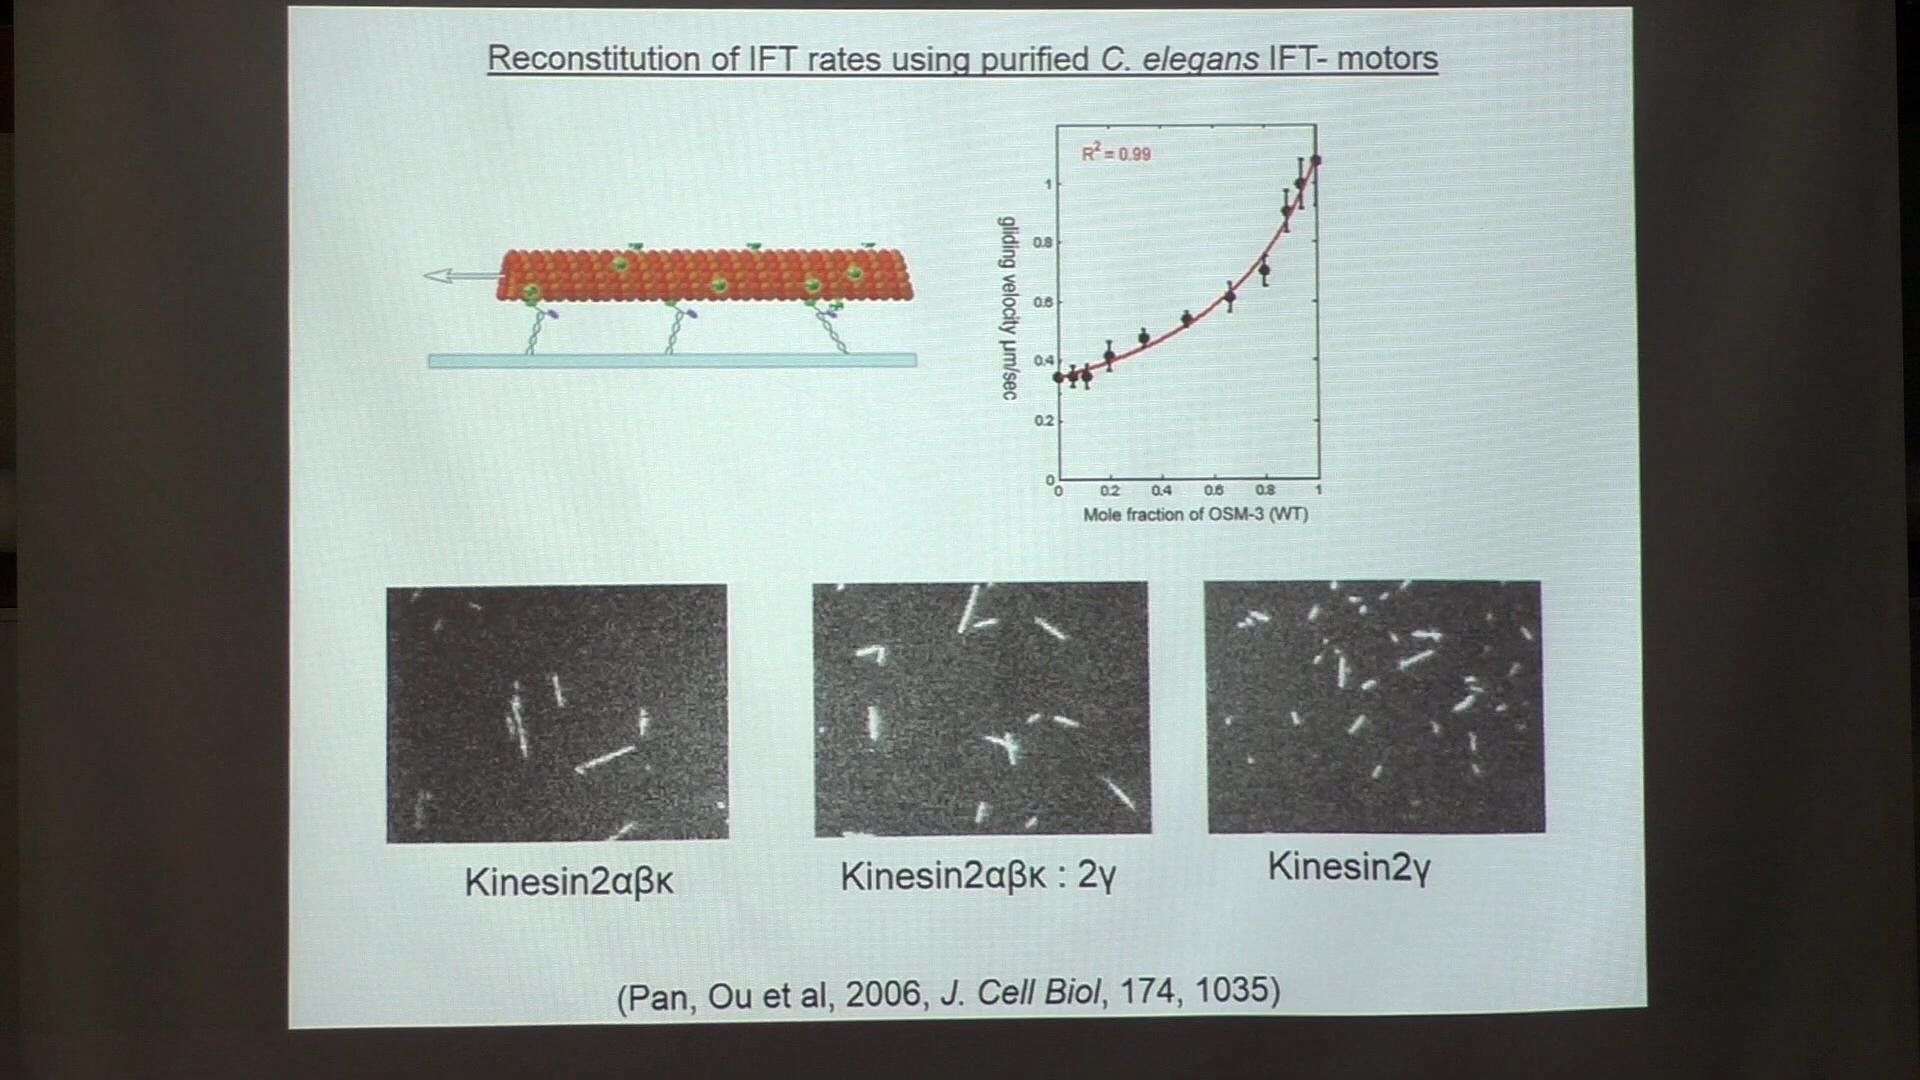 Reconstitution of IFT rates using purified C. elegans IFT- motors
R² = 0.99
1
0.8
0.6
0.4
0.2
0
gliding velocity µm/sec
0 0.2 0.4 0.6 0.8 1
Mole fraction of OSM-3 (WT)
Kinesin2αβκ
Kinesin2αβκ : 2γ
Kinesin2γ
(Pan, Ou et al, 2006, J. Cell Biol, 174, 1035)